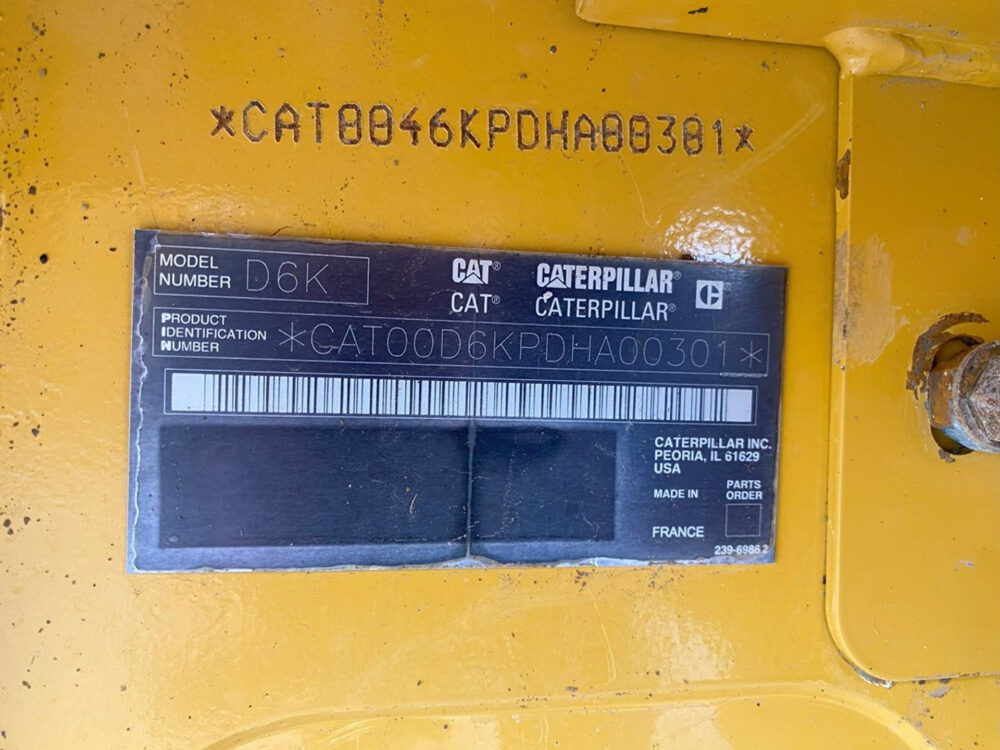 *CAT0046KPDHA00301*
MODEL NUMBER D6K
CAT® CATERPILLAR®
CAT® CATERPILLAR®
PRODUCT IDENTIFICATION NUMBER *CAT00D6KPDHA00301*
CATERPILLAR INC.
PEORIA, IL 61629
USA
MADE IN
PARTS ORDER
FRANCE
239-6986 2